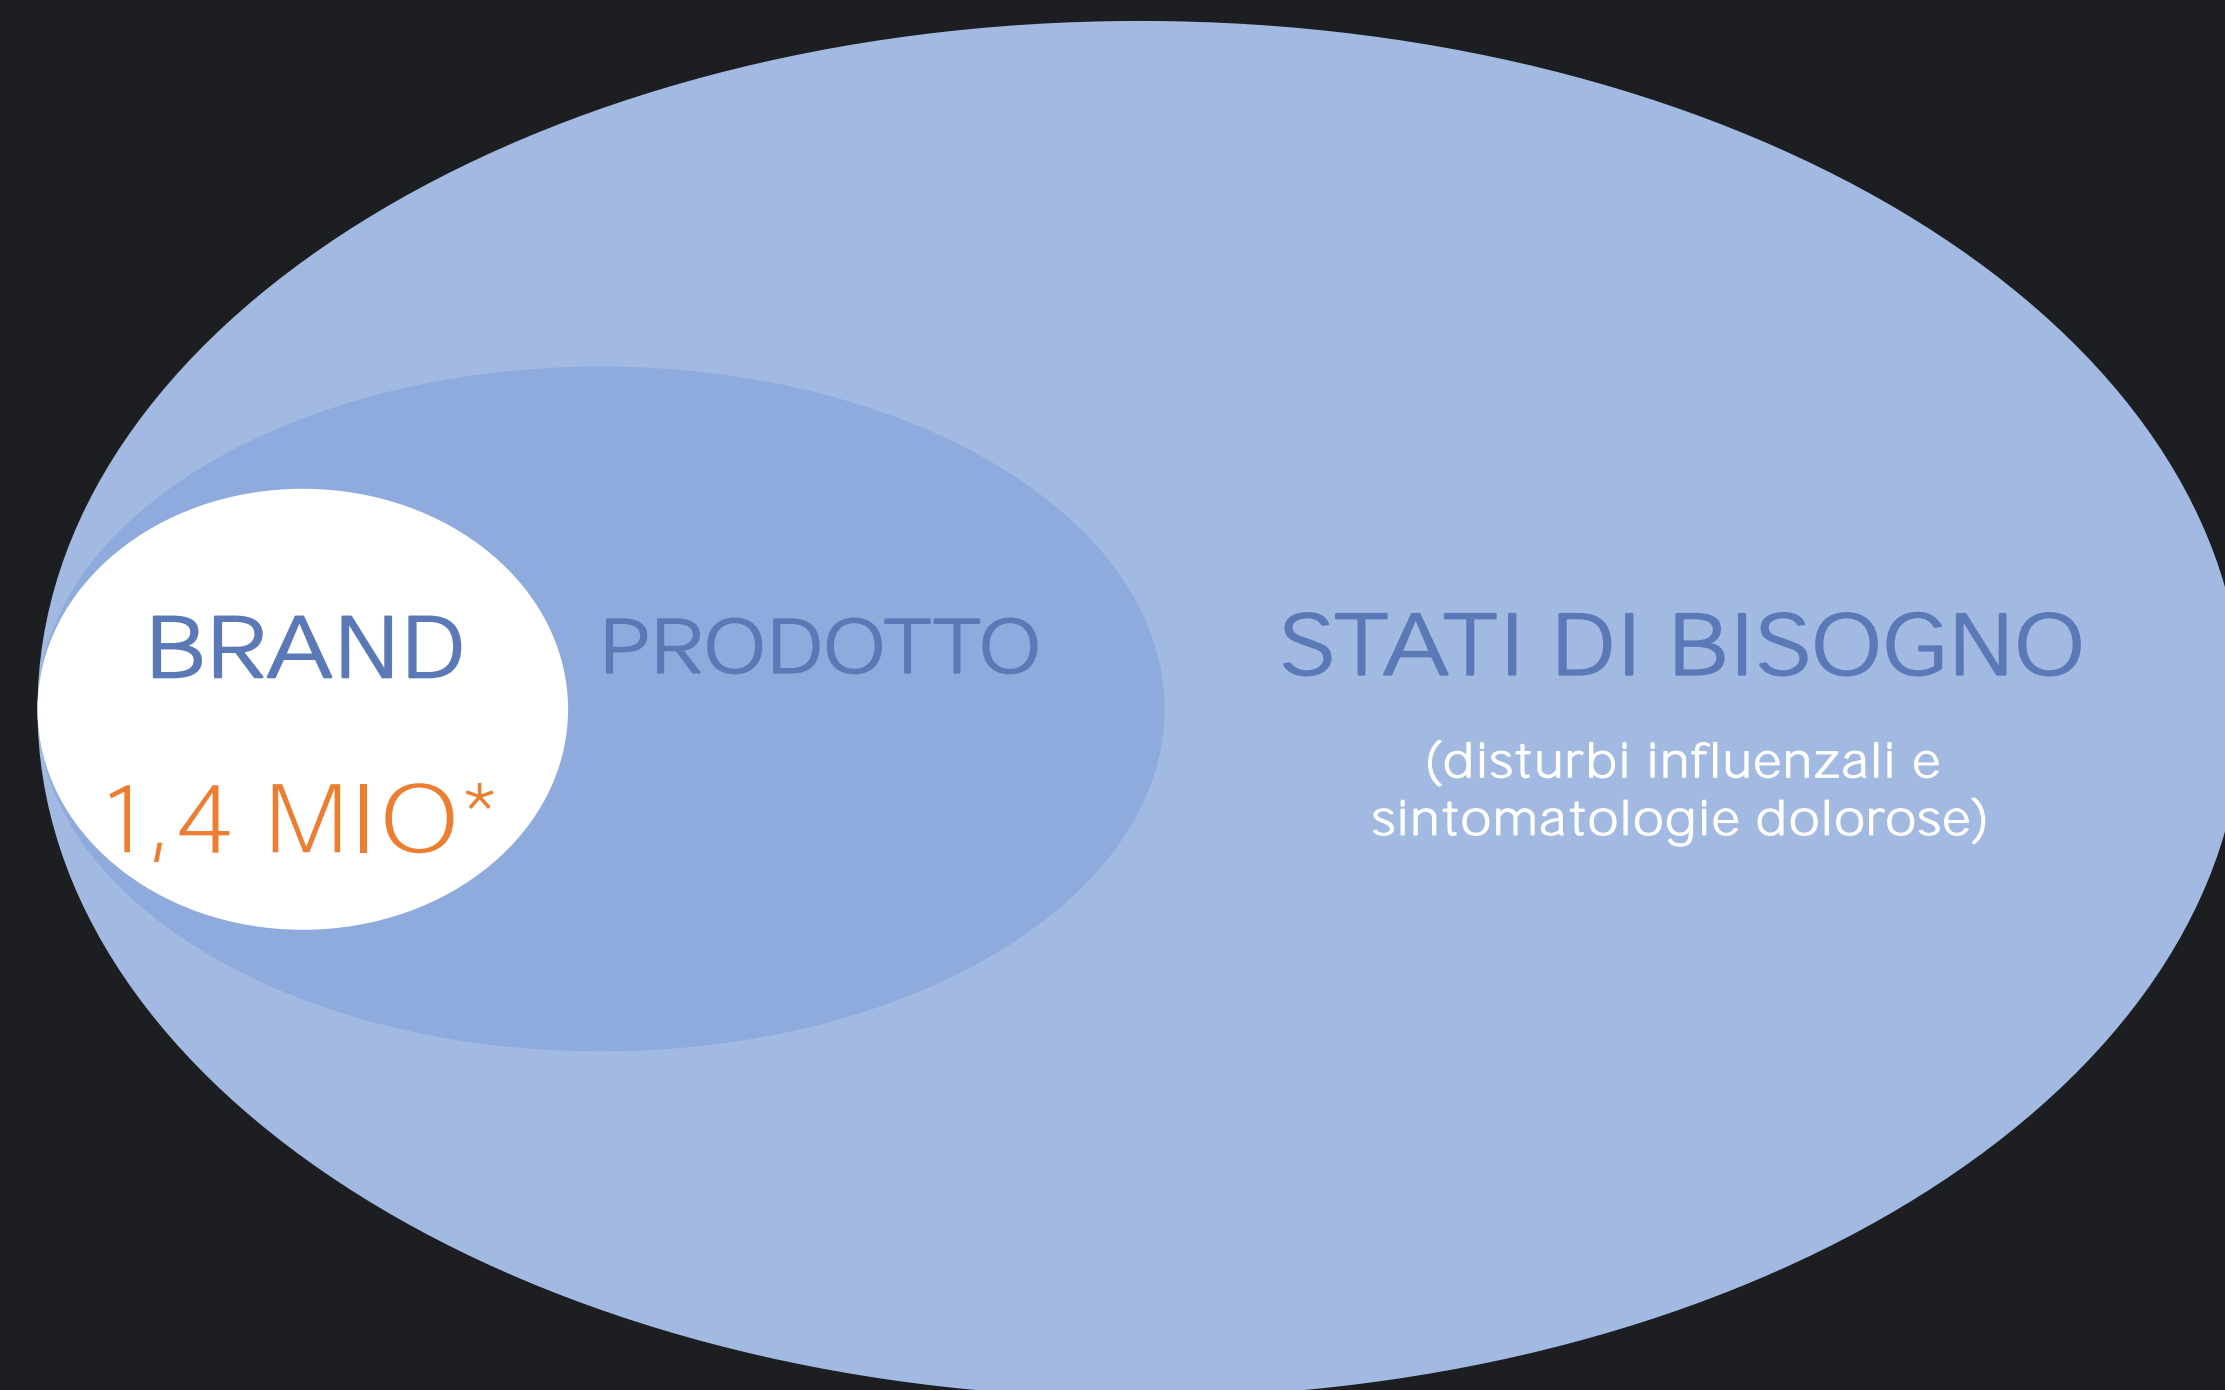 BRAND
1,4 MIO*
PRODOTTO
STATI DI BISOGNO
(disturbi influenzali e
sintomatologie dolorose)